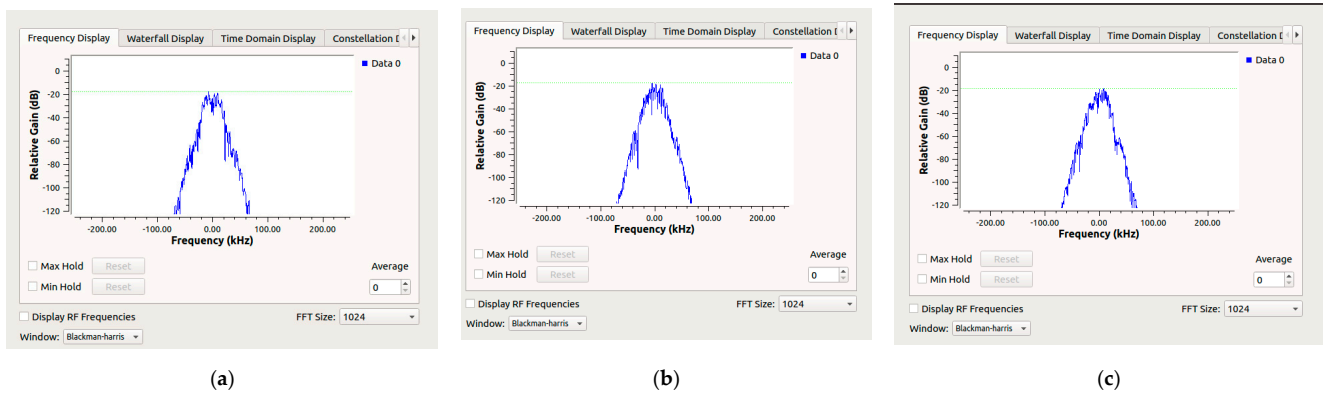 Frequency Display Waterfall Display Time Domain Display Constellation D
Data 0
Relative Gain (dB)
0
-20
-40
-60
-80
-100
-120
-200.00 -100.00 0.00 100.00 200.00
Frequency (kHz)
Max Hold Reset Average
Min Hold Reset 0
Display RF Frequencies FFT Size: 1024
Window: Blackman-harris
(a)
Frequency Display Waterfall Display Time Domain Display Constellation D
Data 0
Relative Gain (dB)
0
-20
-40
-60
-80
-100
-120
-200.00 -100.00 0.00 100.00 200.00
Frequency (kHz)
Max Hold Reset Average
Min Hold Reset 0
Display RF Frequencies FFT Size: 1024
Window: Blackman-harris
(b)
Frequency Display Waterfall Display Time Domain Display Constellation D
Data 0
Relative Gain (dB)
0
-20
-40
-60
-80
-100
-120
-200.00 -100.00 0.00 100.00 200.00
Frequency (kHz)
Max Hold Reset Average
Min Hold Reset 0
Display RF Frequencies FFT Size: 1024
Window: Blackman-harris
(c)